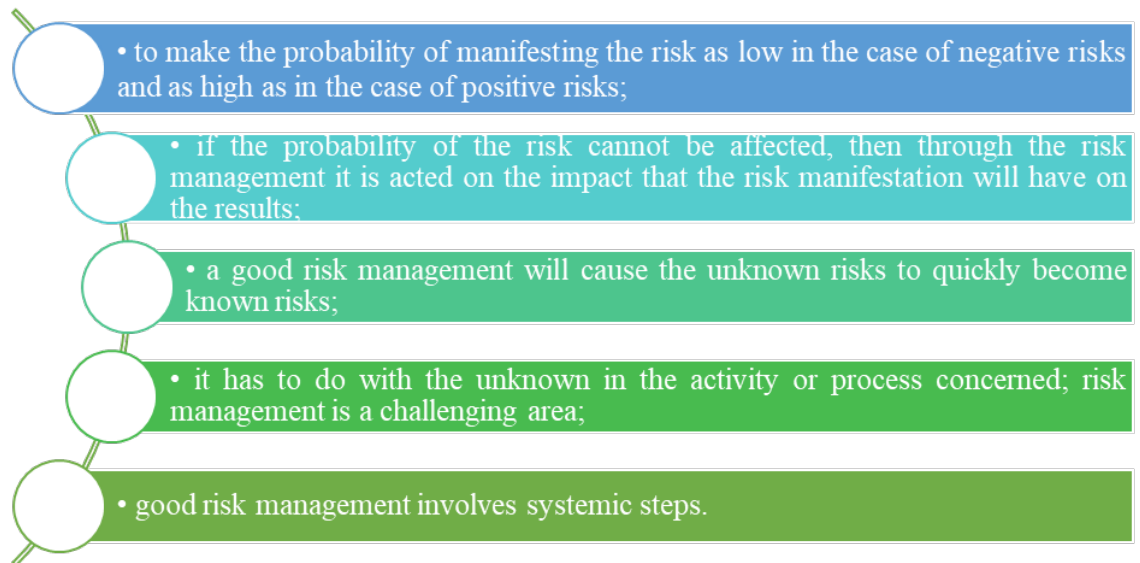 • to make the probability of manifesting the risk as low in the case of negative risks
and as high as in the case of positive risks;
• if the probability of the risk cannot be affected, then through the risk
management it is acted on the impact that the risk manifestation will have on
the results;
• a good risk management will cause the unknown risks to quickly become
known risks;
• it has to do with the unknown in the activity or process concerned; risk
management is a challenging area;
• good risk management involves systemic steps.